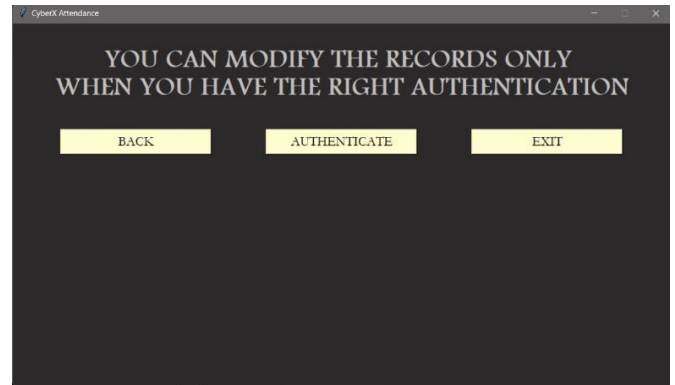 CyberX Attendance
YOU CAN MODIFY THE RECORDS ONLY
WHEN YOU HAVE THE RIGHT AUTHENTICATION
BACK
AUTHENTICATE
EXIT